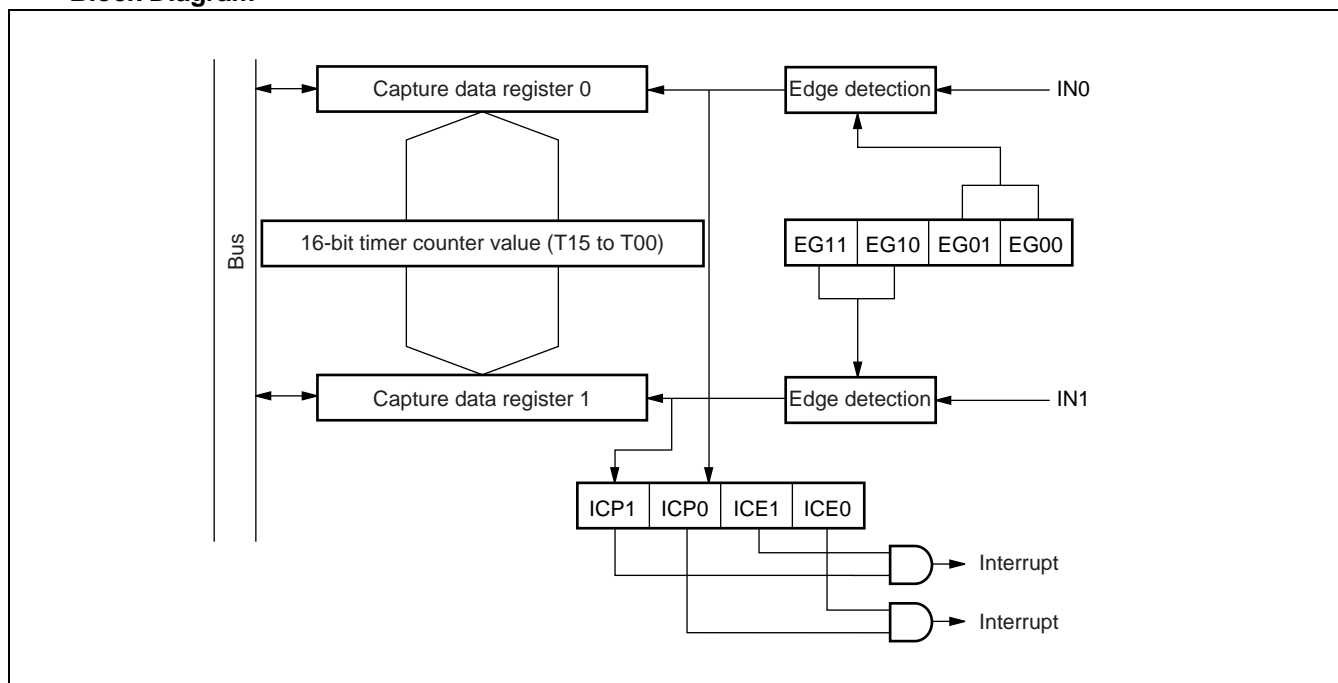 Block Diagram
Capture data register 0
Edge detection
IN0
Bus
16-bit timer counter value (T15 to T00)
EG11 EG10 EG01 EG00
Capture data register 1
Edge detection
IN1
ICP1 ICP0 ICE1 ICE0
Interrupt
Interrupt